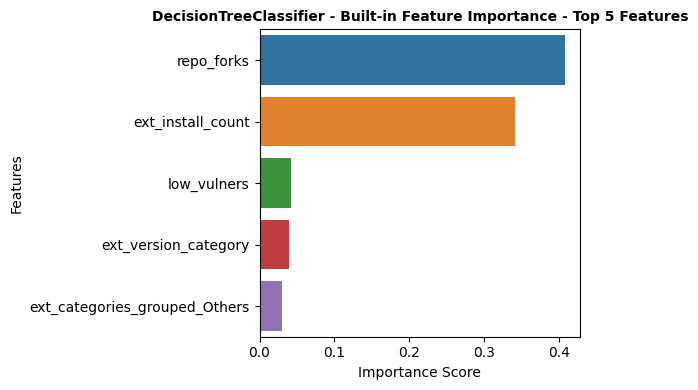 DecisionTreeClassifier - Built-in Feature Importance - Top 5 Features
Features
repo_forks
ext_install_count
low_vulners
ext_version_category
ext_categories_grouped_Others
0.0 0.1 0.2 0.3 0.4
Importance Score